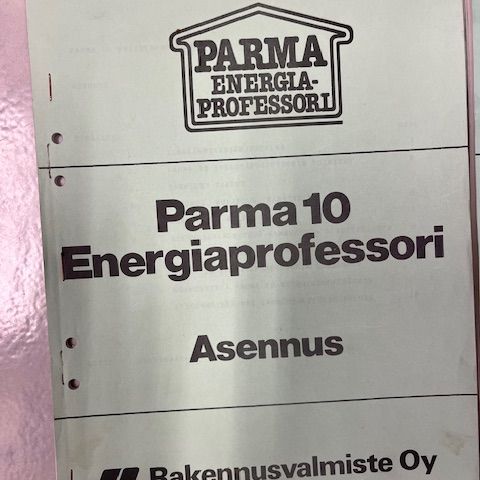 PARMA
ENERGIA-
PROFESSORI
Parma 10
Energiaprofessori
Asennus
Rakennusvalmiste Oy